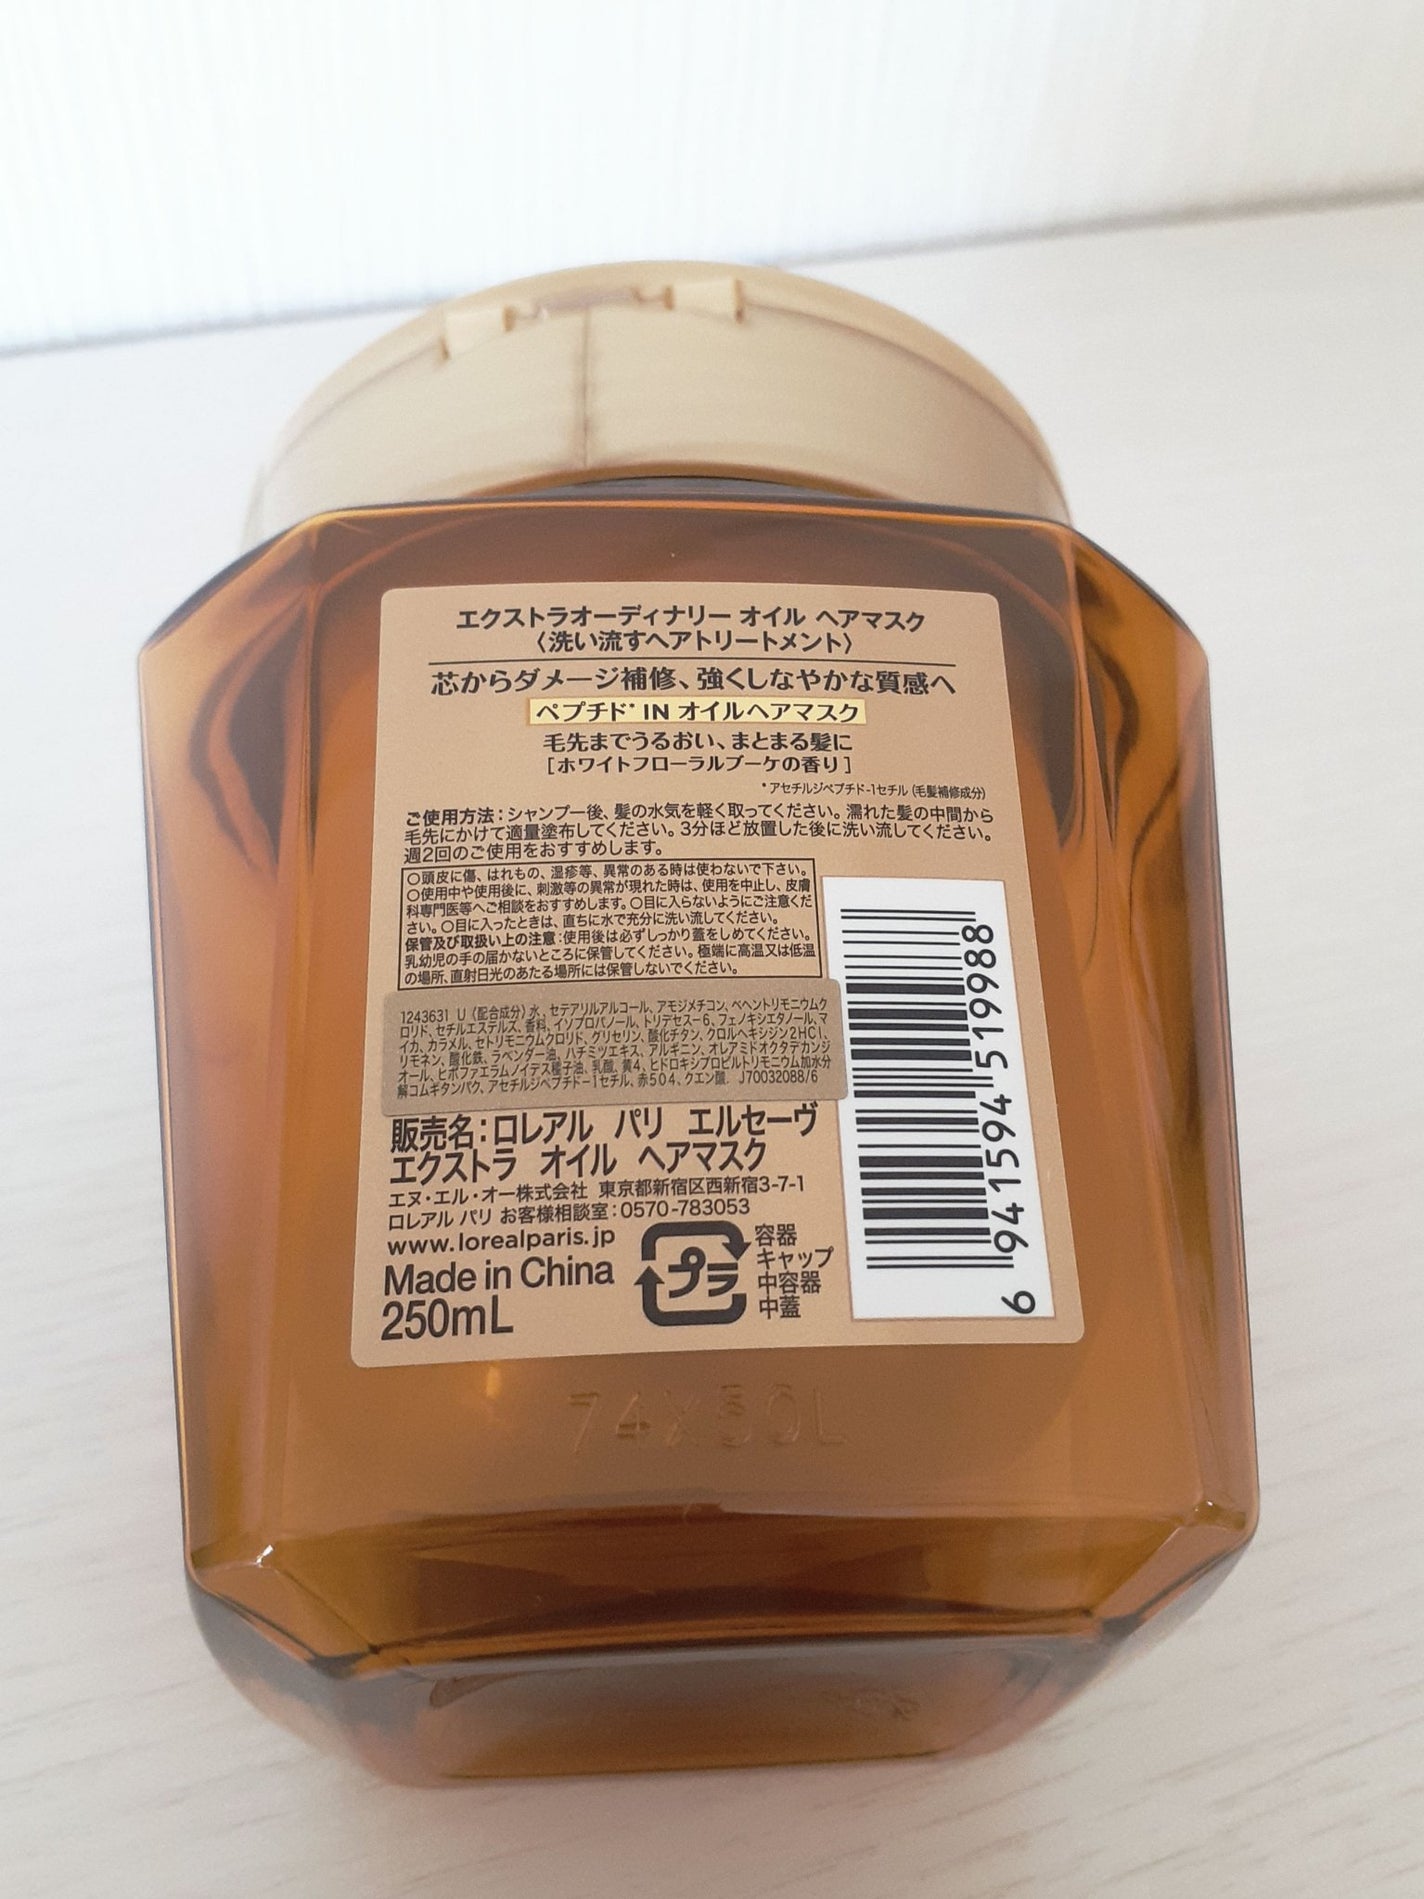 エクストラオーディナリー オイル ヘアマスク
〈洗い流すヘアトリートメント〉
芯からダメージ補修、強くしなやかな質感へ
ペプチド* IN オイルヘアマスク
毛先までうるおい、まとまる髪に
[ホワイトフローラルブーケの香り]
*アセチルジペプチド-1セチル(毛髪補修成分)
ご使用方法:シャンプー後、髪の水気を軽く取ってください。濡れた髪の中間から
毛先にかけて適量塗布してください。3分ほど放置した後に洗い流してください。
週2回のご使用をおすすめします。
○頭皮に傷、はれもの、湿疹等、異常のある時は使わないで下さい。
○使用中や使用後に、刺激等の異常が現れた時は、使用を中止し、皮膚
科専門医等へご相談をおすすめします。○目に入らないようにご注意くだ
さい。○目に入ったときは、直ちに水で充分に洗い流してください。
保管及び取扱い上の注意:使用後は必ずしっかり蓋をしめてください。
乳幼児の手の届かないところに保管してください。極端に高温又は低温
の場所、直射日光のあたる場所には保管しないでください。
1243631 U (配合成分) 水、セテアリルアルコール、アモジメチコン、ベヘントリモニウムク
ロリド、セチルエステルズ、香料、イソプロパノール、トリデセス-6、フェノキシエタノール、マ
イカ、カラメル、セトリモニウムクロリド、グリセリン、酸化チタン、クロルヘキシジン2HCl、
リモネン、酸化鉄、ラベンダー油、ハチミツエキス、アルギニン、オレアミドオクタデカンジ
オール、ヒポファエラムノイデス種子油、乳酸、黄4、ヒドロキシプロピルトリモニウム加水分
解コムギタンパク、アセチルジペプチド-1セチル、赤504、クエン酸. J70032088/6
販売名:ロレアル パリ エルセーヴ
エクストラ オイル ヘアマスク
エヌ・エル・オー株式会社 東京都新宿区西新宿3-7-1
ロレアル パリ お客様相談室:0570-783053
www.lorealparis.jp
Made in China
250mL
プラ
容器
キャップ
中容器
中蓋
9 941594 519988
74X50L